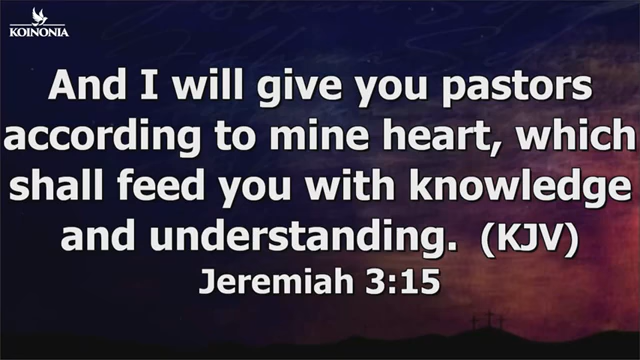 KOINONIA
And I will give you pastors
according to mine heart, which
shall feed you with knowledge
and understanding. (KJV)
Jeremiah 3:15